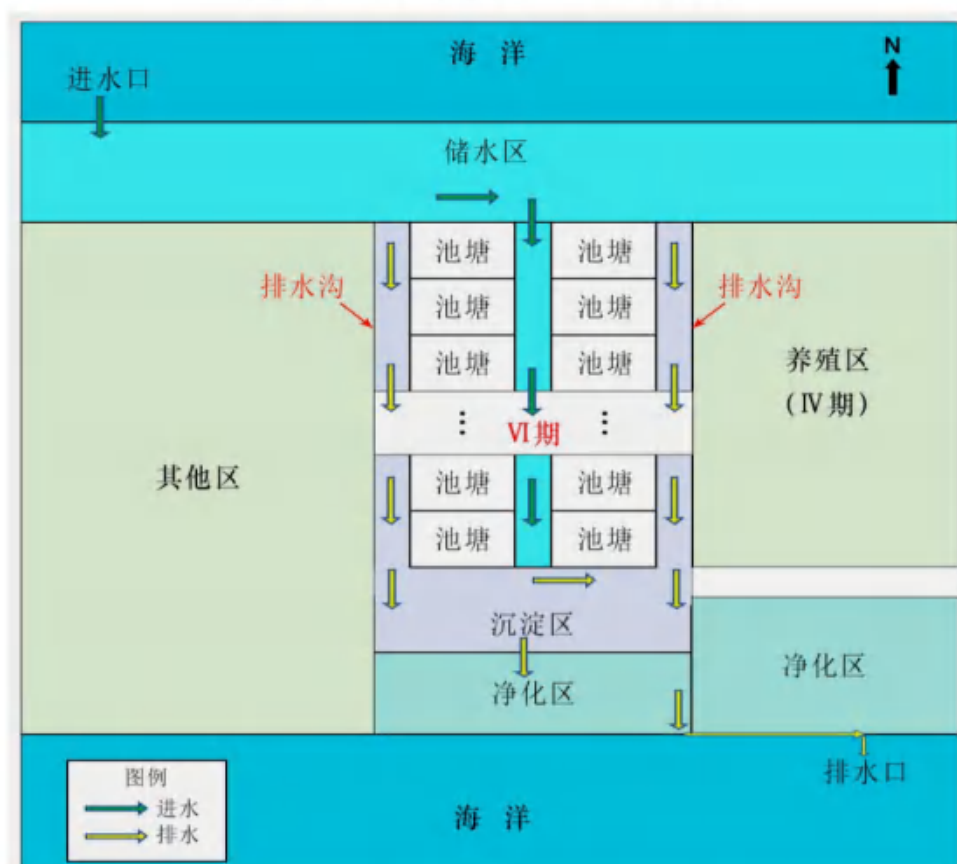 海 洋
N
进水口
储水区
池塘 池塘
排水沟 排水沟
池塘 池塘
池塘 池塘
养殖区
(Ⅳ期)
⋮ Ⅵ期 ⋮
其他区
池塘 池塘
池塘 池塘
沉淀区
净化区
净化区
排水口
图例
进水
排水
海 洋